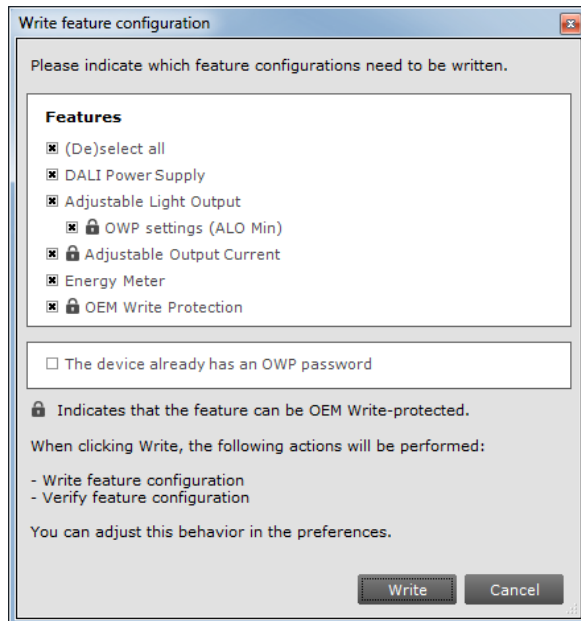 Write feature configuration
Please indicate which feature configurations need to be written.
Features
(De)select all
DALI Power Supply
Adjustable Light Output
OWP settings (ALO Min)
Adjustable Output Current
Energy Meter
OEM Write Protection
The device already has an OWP password
Indicates that the feature can be OEM Write-protected.
When clicking Write, the following actions will be performed:
- Write feature configuration
- Verify feature configuration
You can adjust this behavior in the preferences.
Write Cancel